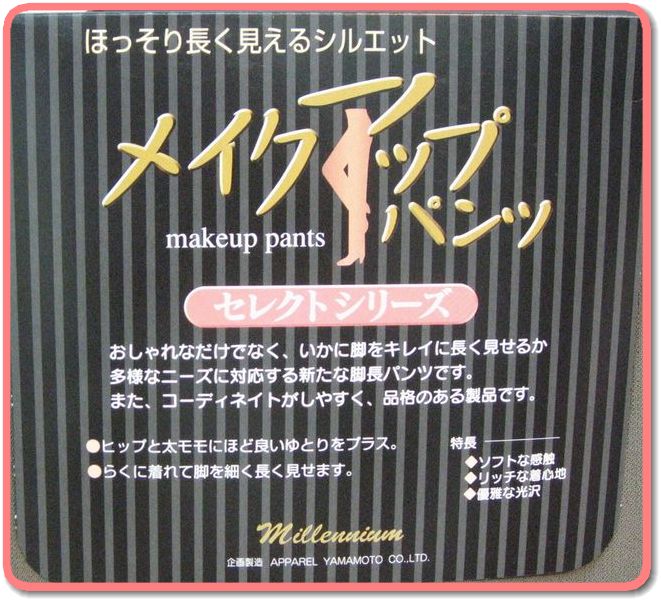 ほっそり長く見えるシルエット
メイクアップ
パンツ
makeup pants
セレクトシリーズ
おしゃれなだけでなく、いかに脚をキレイに長く見せるか
多様なニーズに対応する新たな脚長パンツです。
また、コーディネイトがしやすく、品格のある製品です。
●ヒップと太モモにほど良いゆとりをプラス。
●らくに着れて脚を細く長く見せます。
特長
◆ソフトな感触
◆リッチな着心地
◆優雅な光沢
Millennium
企画製造 APPAREL YAMAMOTO CO.,LTD.